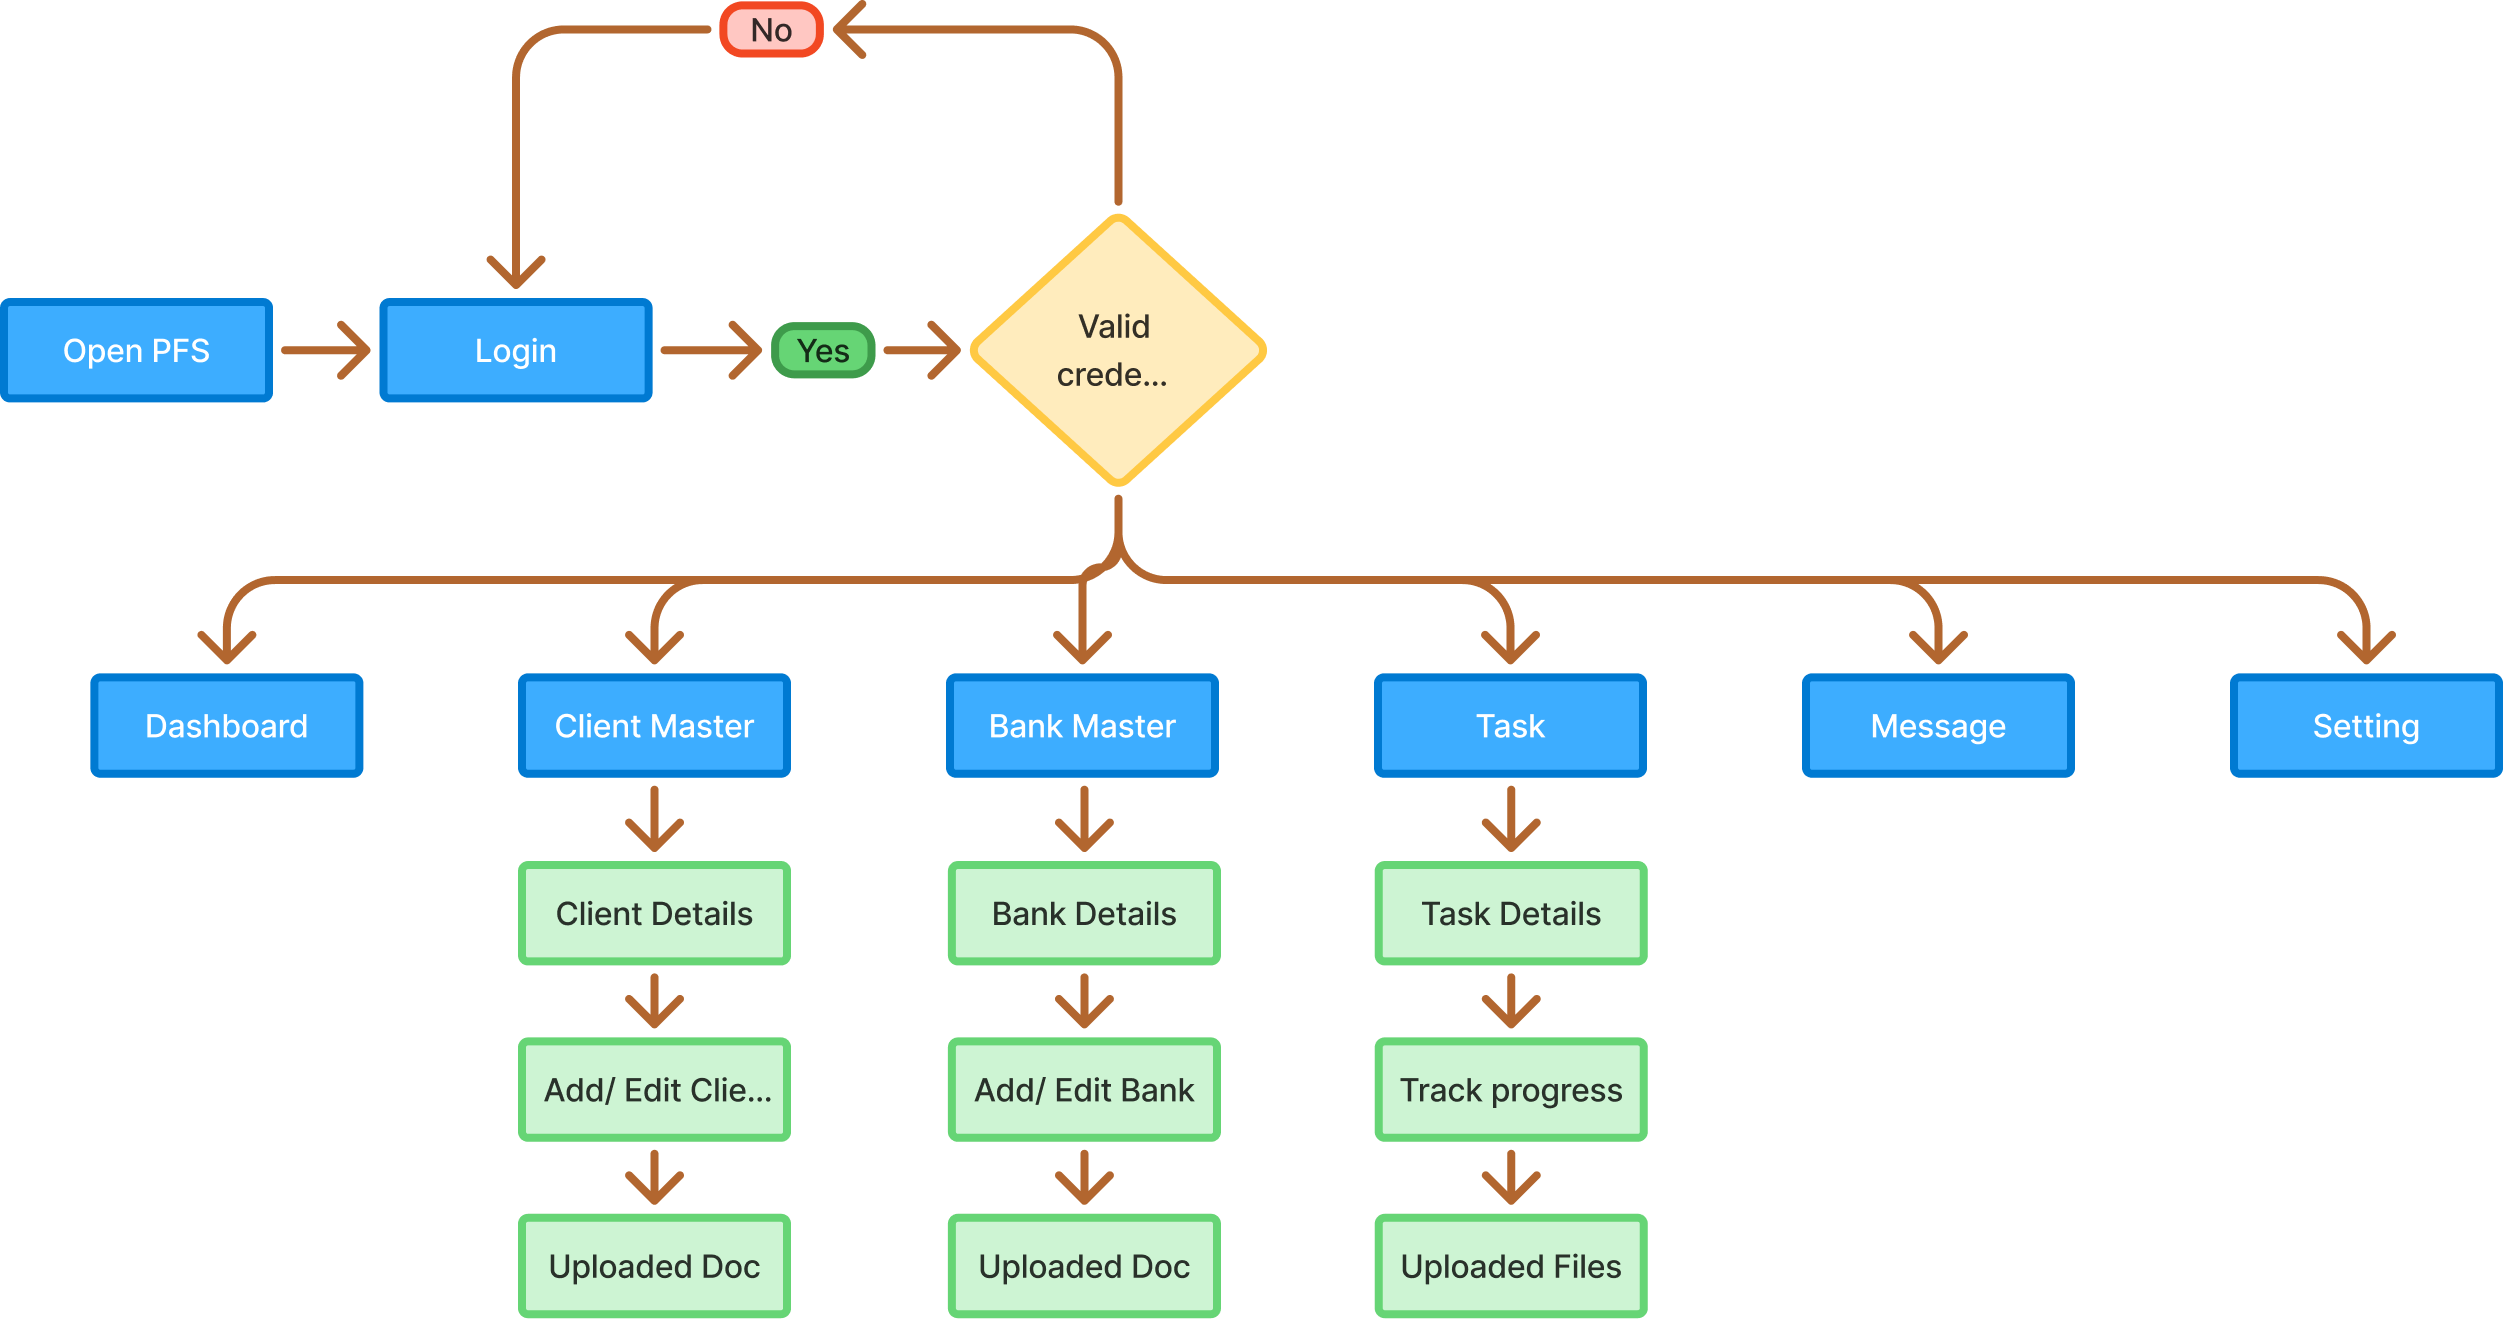 No
Open PFS
Login
Yes
Valid
crede...
Dashboard
Client Master
Bank Master
Task
Message
Setting
Client Details
Bank Details
Task Details
Add/ Edit Clie...
Add/ Edit Bank
Track progress
Uploaded Doc
Uploaded Doc
Uploaded Files